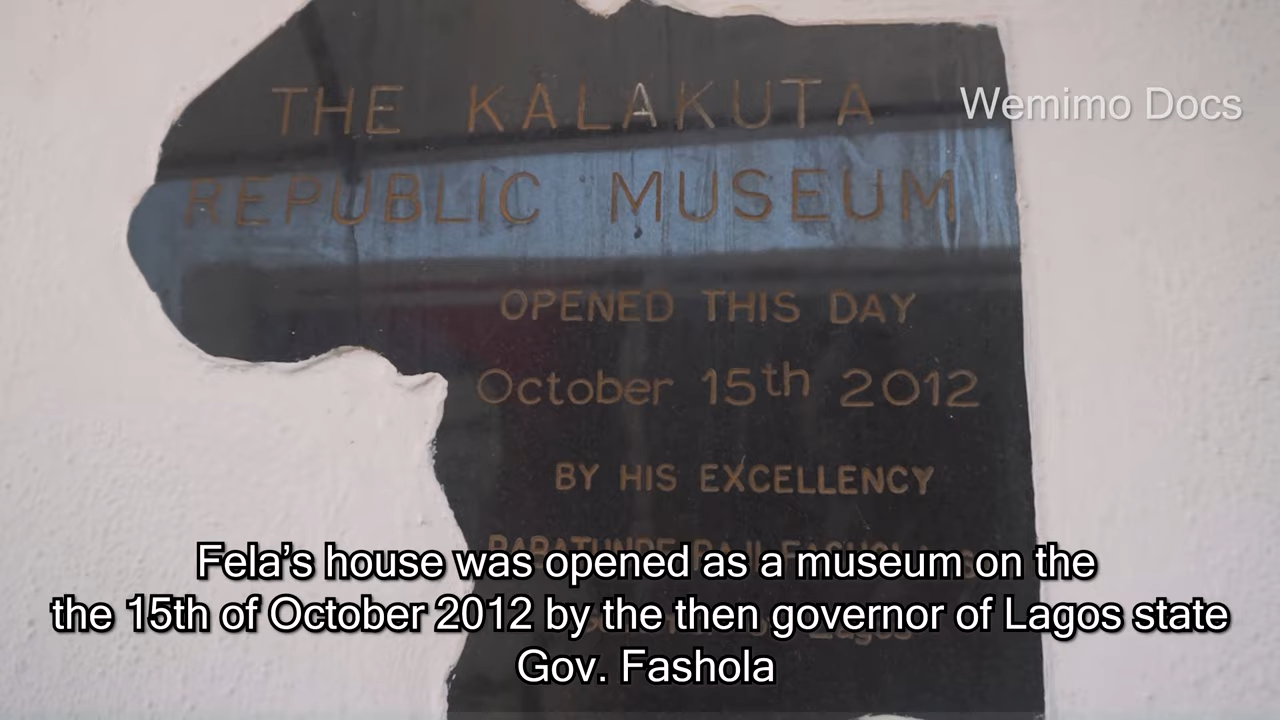 THE KALAKUTA
Wemimo Docs
REPUBLIC MUSEUM
OPENED THIS DAY
October 15th 2012
BY HIS EXCELLENCY
Fela’s house was opened as a museum on the
the 15th of October 2012 by the then governor of Lagos state
Gov. Fashola